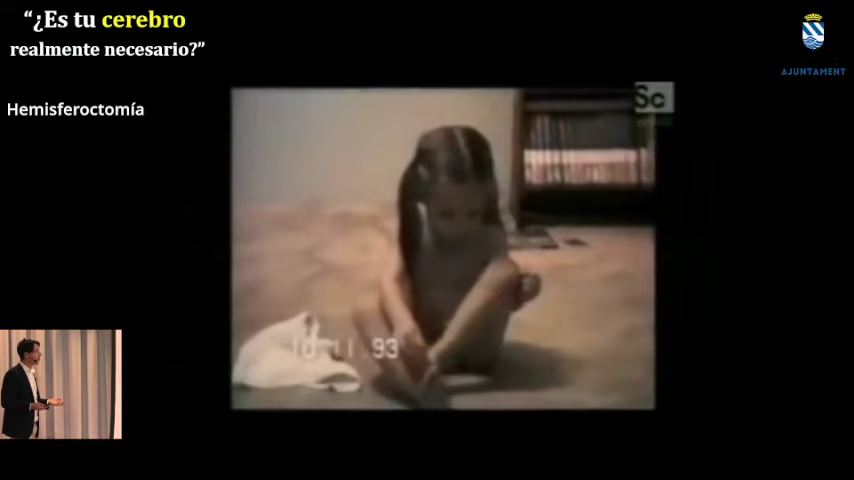 “¿Es tu cerebro
realmente necesario?”
Hemisferoctomía
Sc
10.11.93
AJUNTAMENT